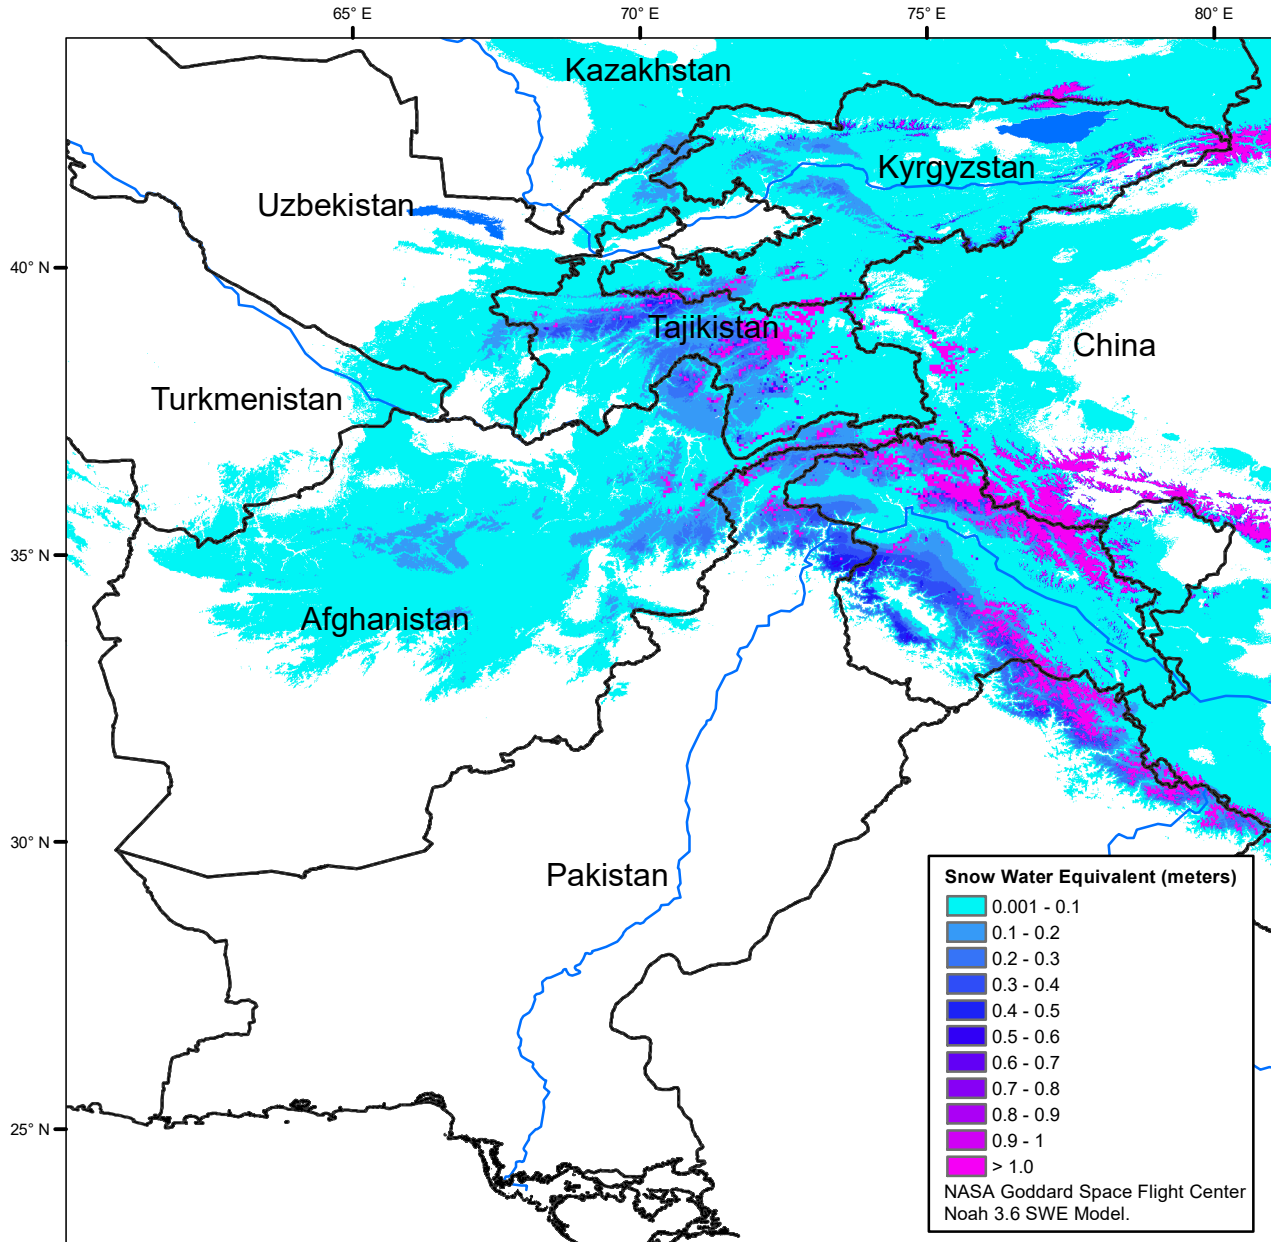 65° E
70° E
75° E
80° E
Kazakhstan
Kyrgyzstan
Uzbekistan
40° N
Tajikistan
China
Turkmenistan
35° N
Afghanistan
30° N
Pakistan
25° N
Snow Water Equivalent (meters)
0.001 - 0.1
0.1 - 0.2
0.2 - 0.3
0.3 - 0.4
0.4 - 0.5
0.5 - 0.6
0.6 - 0.7
0.7 - 0.8
0.8 - 0.9
0.9 - 1
> 1.0
NASA Goddard Space Flight Center
Noah 3.6 SWE Model.